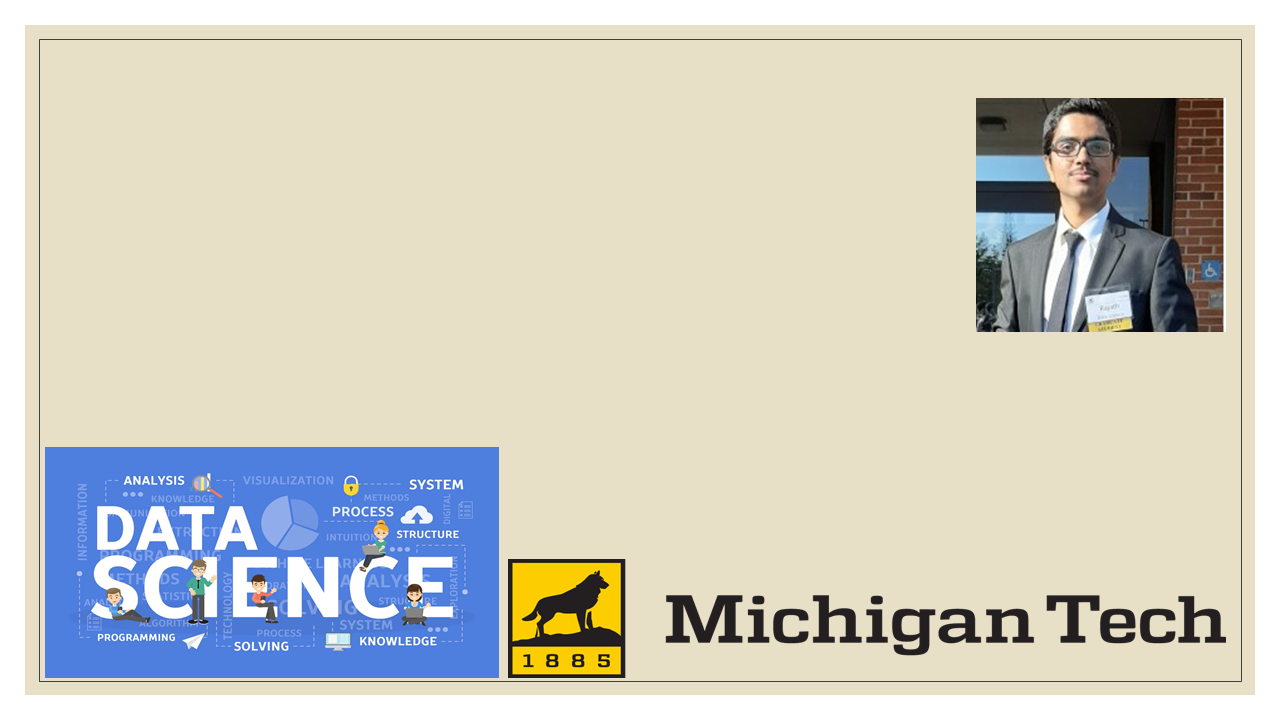 ANALYSIS
VISUALIZATION
SYSTEM
KNOWLEDGE
METHODS
INFORMATION
DIGITAL
PROCESS
DATA
STRUCTURE
INTUITION
PROGRAMMING
SCIENCE
METHODS
TECHNOLOGY
EXPLORATION
SYSTEM
PROCESS
PROGRAMMING
SOLVING
KNOWLEDGE
1885
Michigan Tech